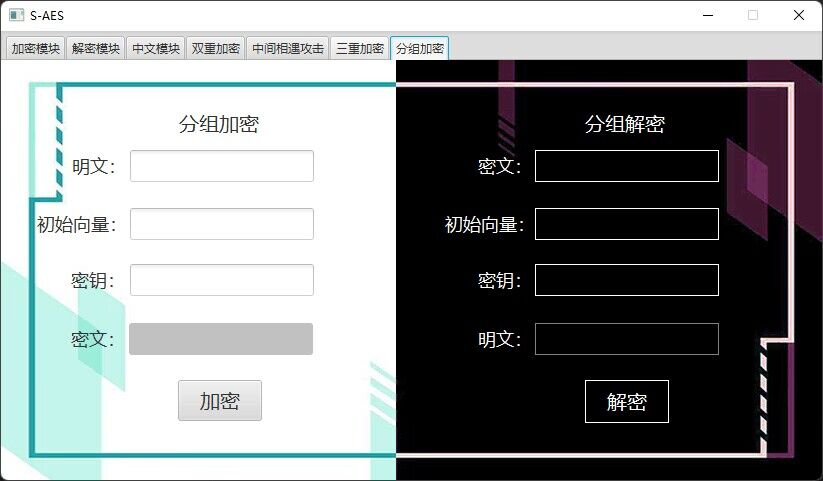 S-AES
加密模块 解密模块 中文模块 双重加密 中间相遇攻击 三重加密 分组加密
分组加密
明文：
初始向量：
密钥：
密文：
加密
分组解密
密文：
初始向量：
密钥：
明文：
解密